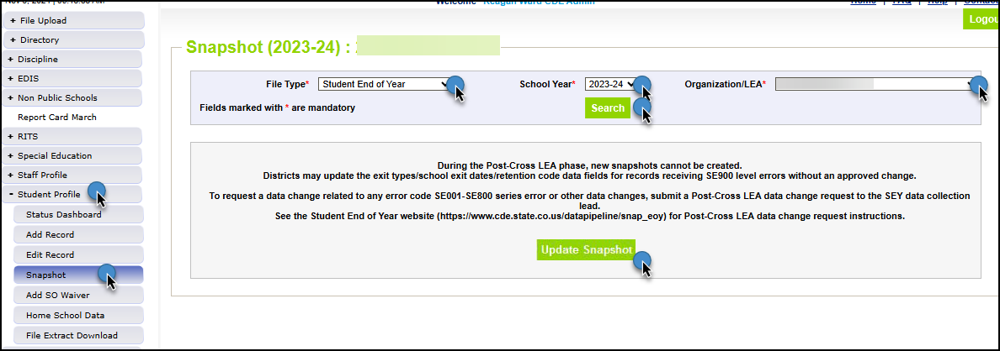 Welcome Reagan Ward CDE Admin
Home | FAQ | Help |
Logou
+ File Upload
+ Directory
+ Discipline
+ EDIS
+ Non Public Schools
Report Card March
+ RITS
+ Special Education
+ Staff Profile
- Student Profile
Status Dashboard
Add Record
Edit Record
Snapshot
Add SO Waiver
Home School Data
File Extract Download
Snapshot (2023-24) :
File Type* Student End of Year School Year* 2023-24 Organization/LEA*
Fields marked with * are mandatory Search
During the Post-Cross LEA phase, new snapshots cannot be created.
Districts may update the exit types/school exit dates/retention code data fields for records receiving SE900 level errors without an approved change.
To request a data change related to any error code SE001-SE800 series error or other data changes, submit a Post-Cross LEA data change request to the SEY data collection
lead.
See the Student End of Year website (https://www.cde.state.co.us/datapipeline/snap_eoy) for Post-Cross LEA data change request instructions.
Update Snapshot